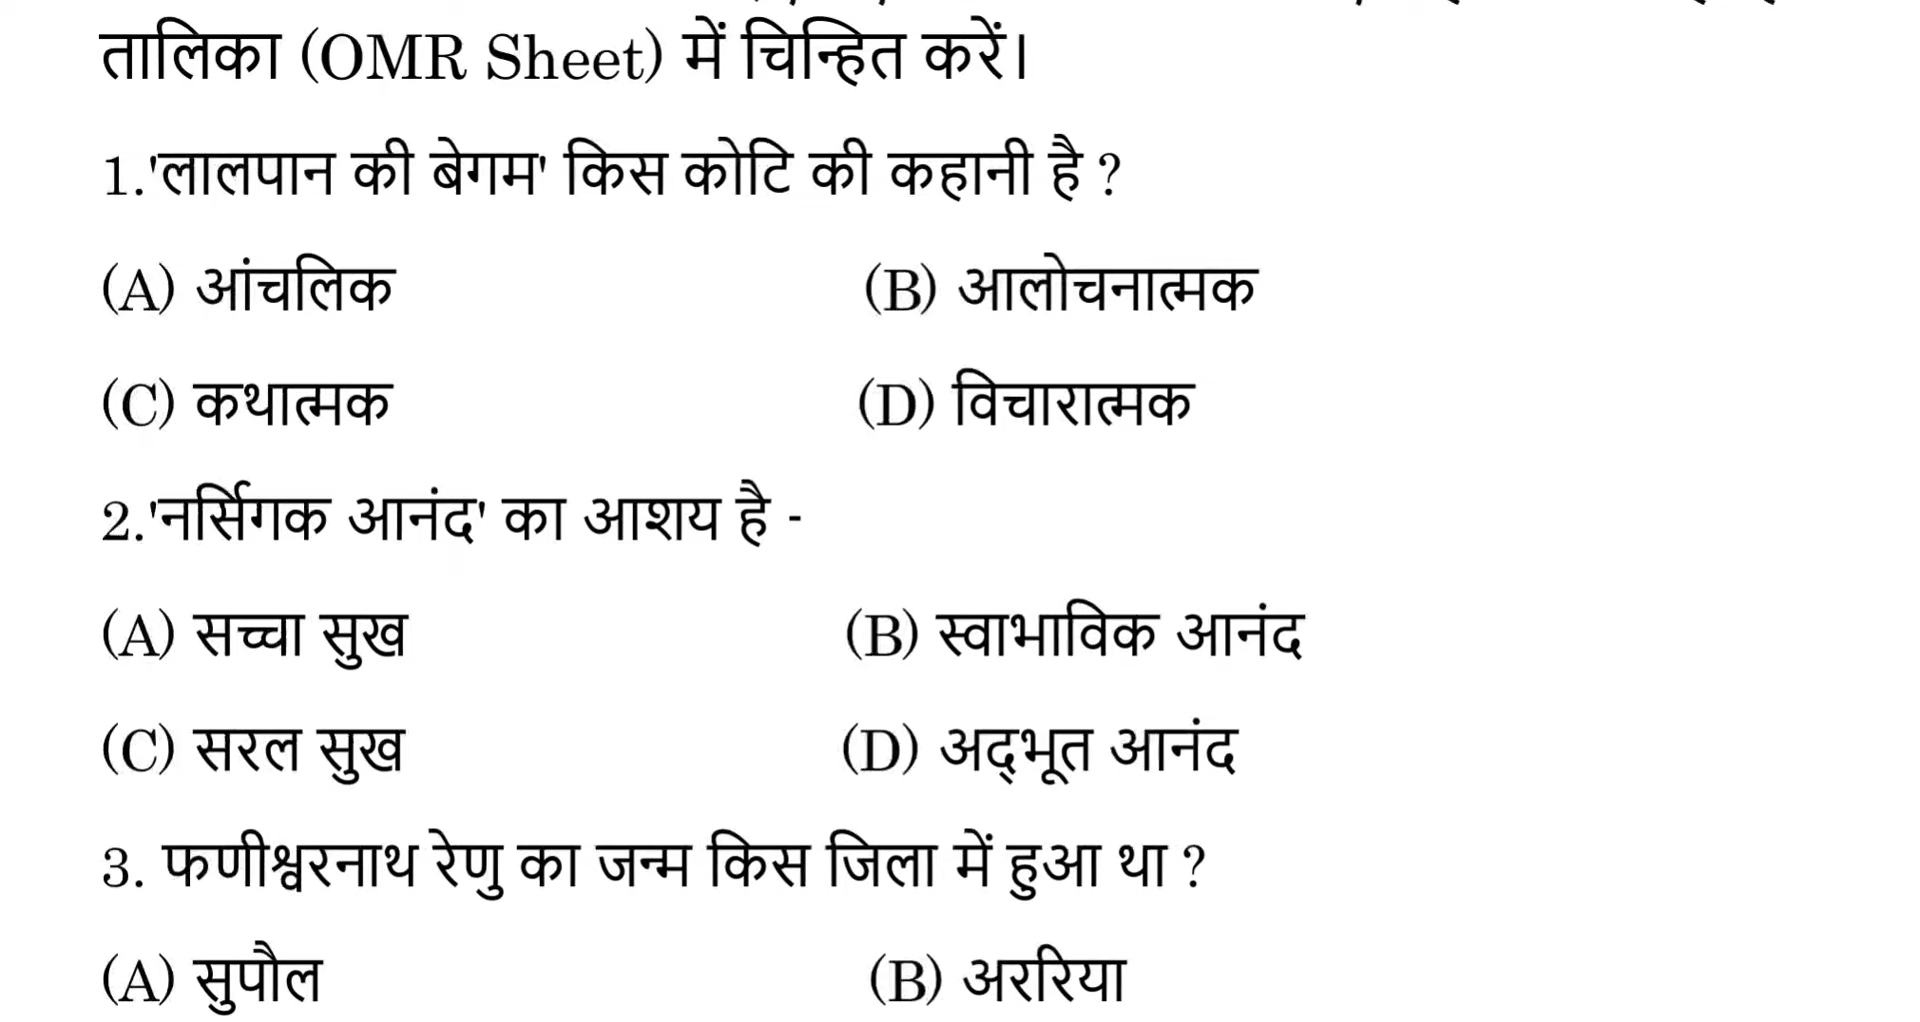 तालिका (OMR Sheet) में चिन्हित करें।
1.'लालपान की बेगम' किस कोटि की कहानी है ?
(A) आंचलिक (B) आलोचनात्मक
(C) कथात्मक (D) विचारात्मक
2.'नर्सिगक आनंद' का आशय है -
(A) सच्चा सुख (B) स्वाभाविक आनंद
(C) सरल सुख (D) अद्भूत आनंद
3. फणीश्वरनाथ रेणु का जन्म किस जिला में हुआ था ?
(A) सुपौल (B) अररिया